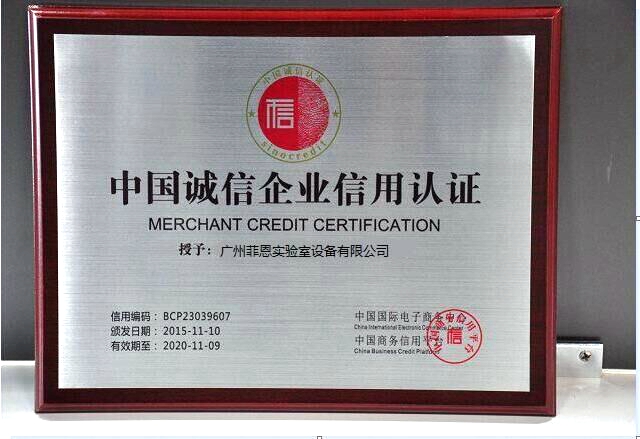 中国诚信认证
信
sinocredit
中国诚信企业信用认证
MERCHANT CREDIT CERTIFICATION
授予：广州菲恩实验室设备有限公司
信用编码： BCP23039607
颁发日期： 2015-11-10
有效期至： 2020-11-09
中国国际电子商务中心
China International Electronic Commerce Center
中国商务信用平台
China Business Credit Platform
信